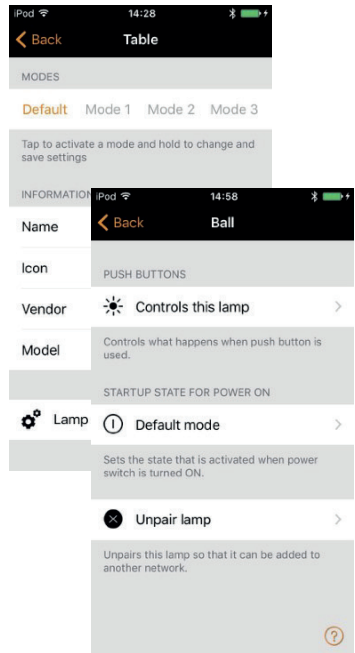 iPod 14:28
Back Table
MODES
Default Mode 1 Mode 2 Mode 3
Tap to activate a mode and hold to change and
save settings
INFORMATION
Name
Icon
Vendor
Model
Lamp
iPod 14:58
Back Ball
PUSH BUTTONS
Controls this lamp
Controls what happens when push button is
used.
STARTUP STATE FOR POWER ON
Default mode
Sets the state that is activated when power
switch is turned ON.
Unpair lamp
Unpairs this lamp so that it can be added to
another network.
?